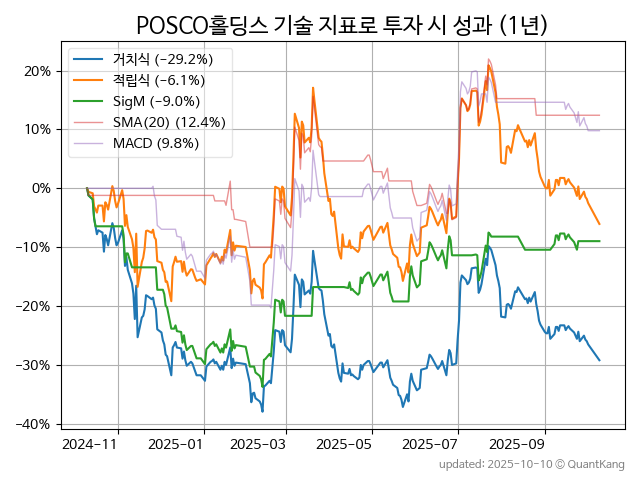 POSCO홀딩스 기술 지표로 투자 시 성과 (1년)
거치식 (−29.2%)
적립식 (−6.1%)
SigM (−9.0%)
SMA(20) (12.4%)
MACD (9.8%)
20%
10%
0%
−10%
−20%
−30%
−40%
2024-11 2025-01 2025-03 2025-05 2025-07 2025-09
updated: 2025-10-10 © QuantKang